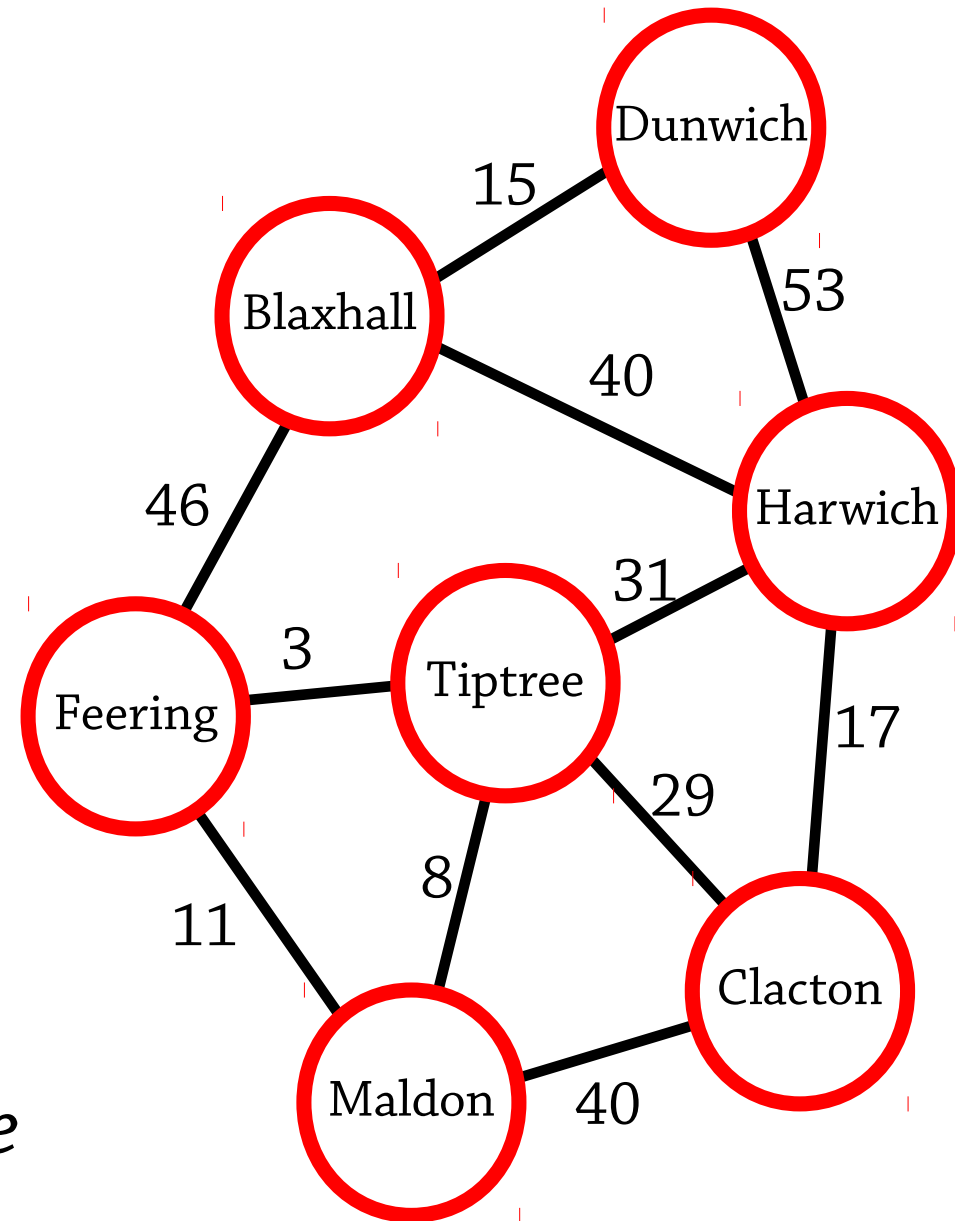 Dunwich
15
53
Blaxhall
40
46
Harwich
31
3
Tiptree
Feering
17
29
8
11
Clacton
Maldon
40
e